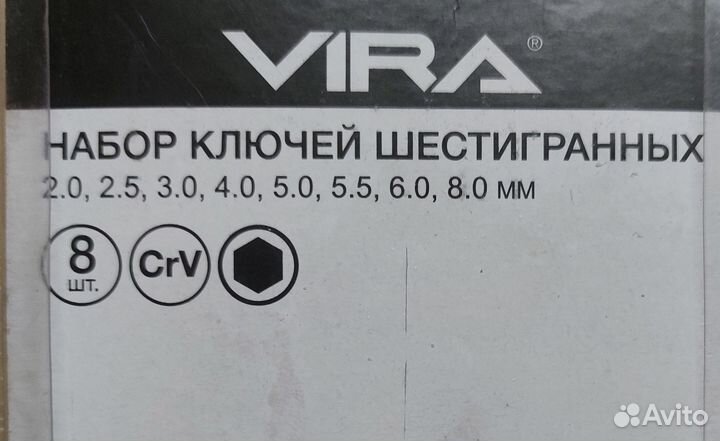 VIRA®
НАБОР КЛЮЧЕЙ ШЕСТИГРАННЫХ
2.0, 2.5, 3.0, 4.0, 5.0, 5.5, 6.0, 8.0 ММ
8 ШТ.
CrV
Avito